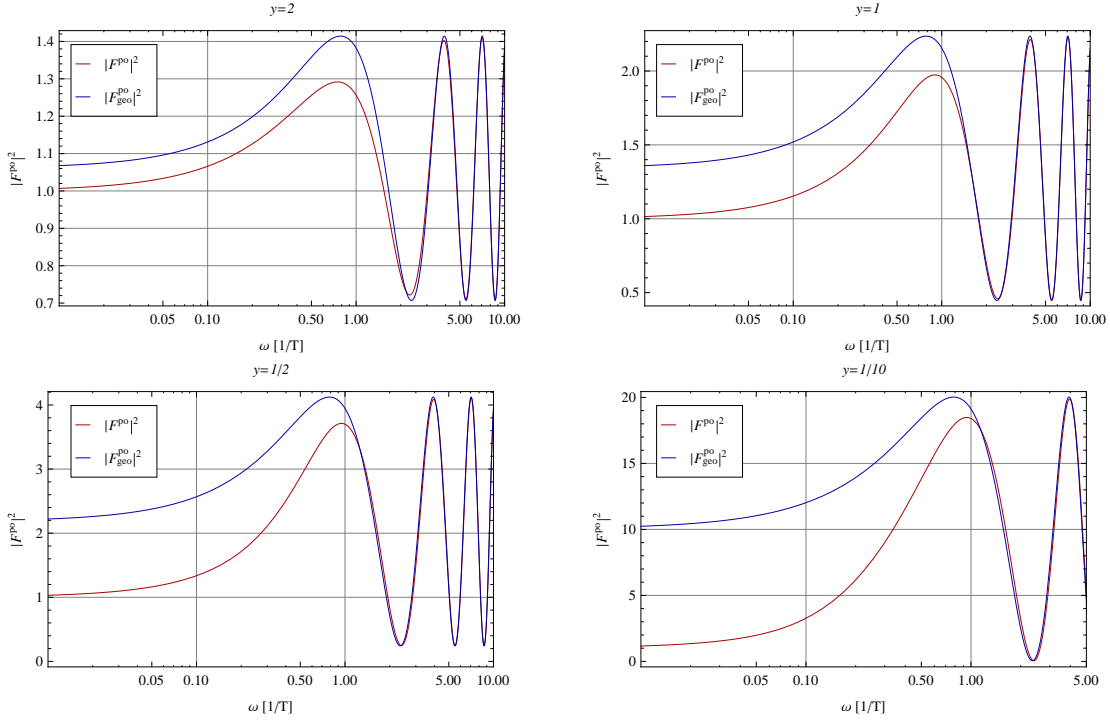 y=2
|F^po|^2
1.4
1.3
1.2
1.1
1.0
0.9
0.8
0.7
|F^po|^2
|F^po_geo|^2
0.05 0.10 0.50 1.00 5.00 10.00
ω [1/T]
y=1
|F^po|^2
2.0
1.5
1.0
0.5
|F^po|^2
|F^po_geo|^2
0.05 0.10 0.50 1.00 5.00 10.00
ω [1/T]
y=1/2
|F^po|^2
4
3
2
1
0
|F^po|^2
|F^po_geo|^2
0.05 0.10 0.50 1.00 5.00 10.00
ω [1/T]
y=1/10
|F^po|^2
20
15
10
5
0
|F^po|^2
|F^po_geo|^2
0.05 0.10 0.50 1.00 5.00
ω [1/T]